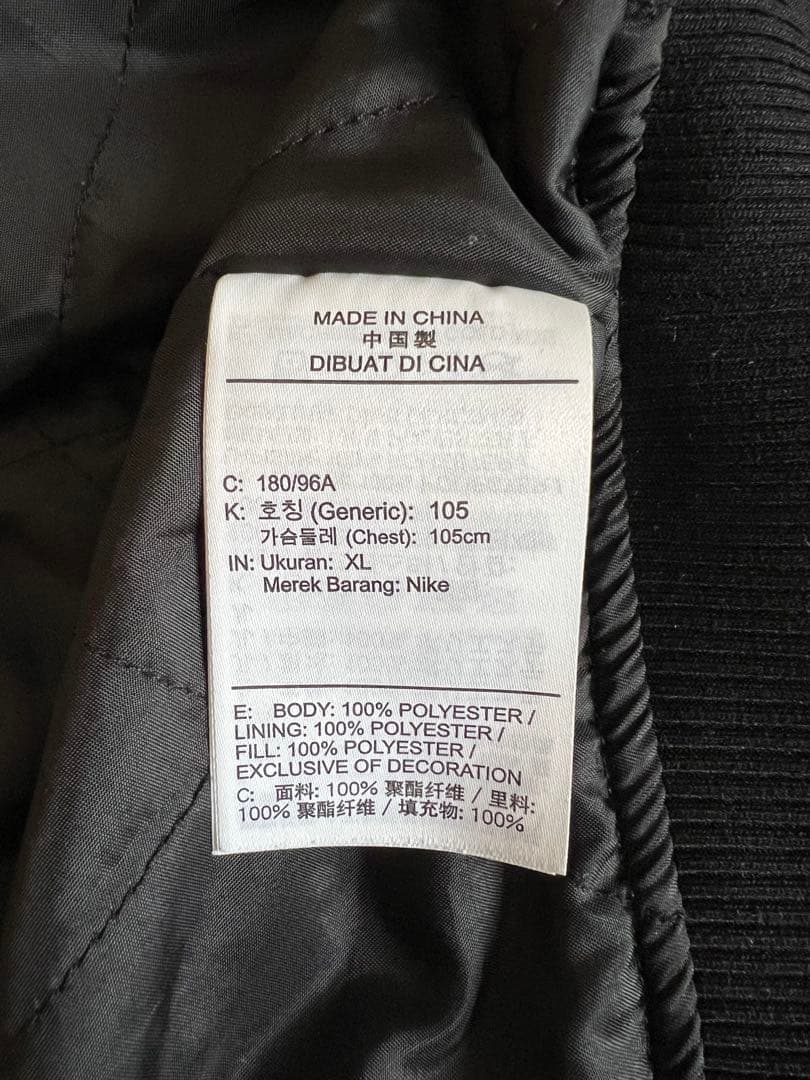 MADE IN CHINA
中国製
DIBUAT DI CINA
C: 180/96A
K: 호칭 (Generic): 105
가슴둘레 (Chest): 105cm
IN: Ukuran: XL
Merek Barang: Nike
E: BODY: 100% POLYESTER /
LINING: 100% POLYESTER /
FILL: 100% POLYESTER /
EXCLUSIVE OF DECORATION
C: 面料: 100% 聚酯纤维 / 里料:
100% 聚酯纤维 / 填充物: 100%